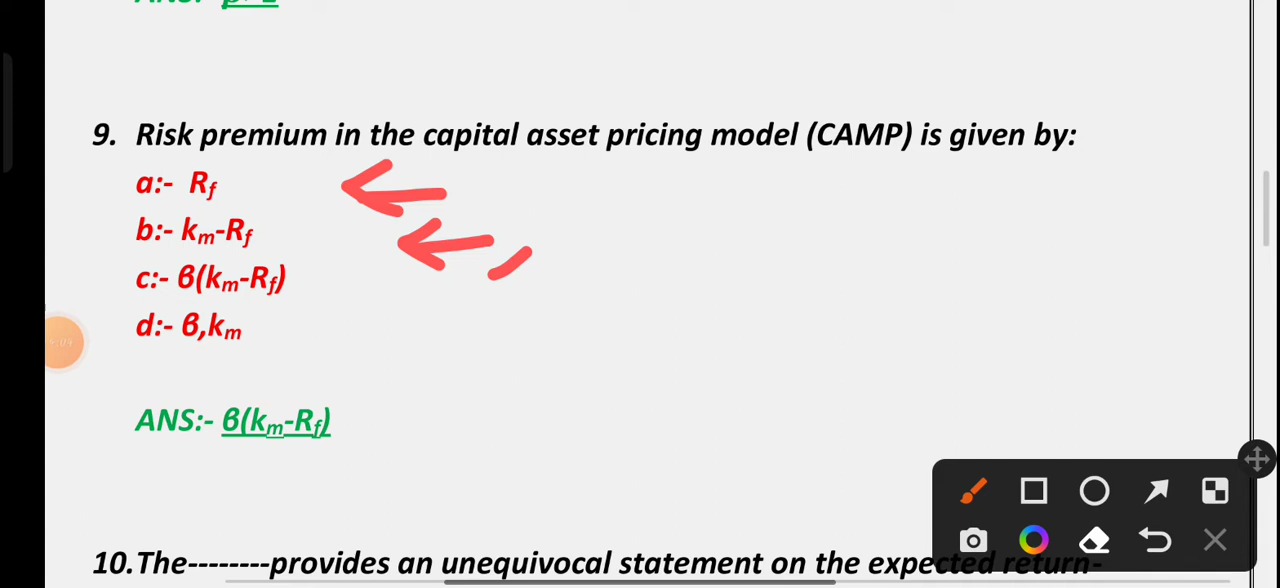 9. Risk premium in the capital asset pricing model (CAMP) is given by:
a:- Rf
b:- km-Rf
c:- β(km-Rf)
d:- β,km
ANS:- β(km-Rf)
10.The--------provides an unequivocal statement on the expected return-